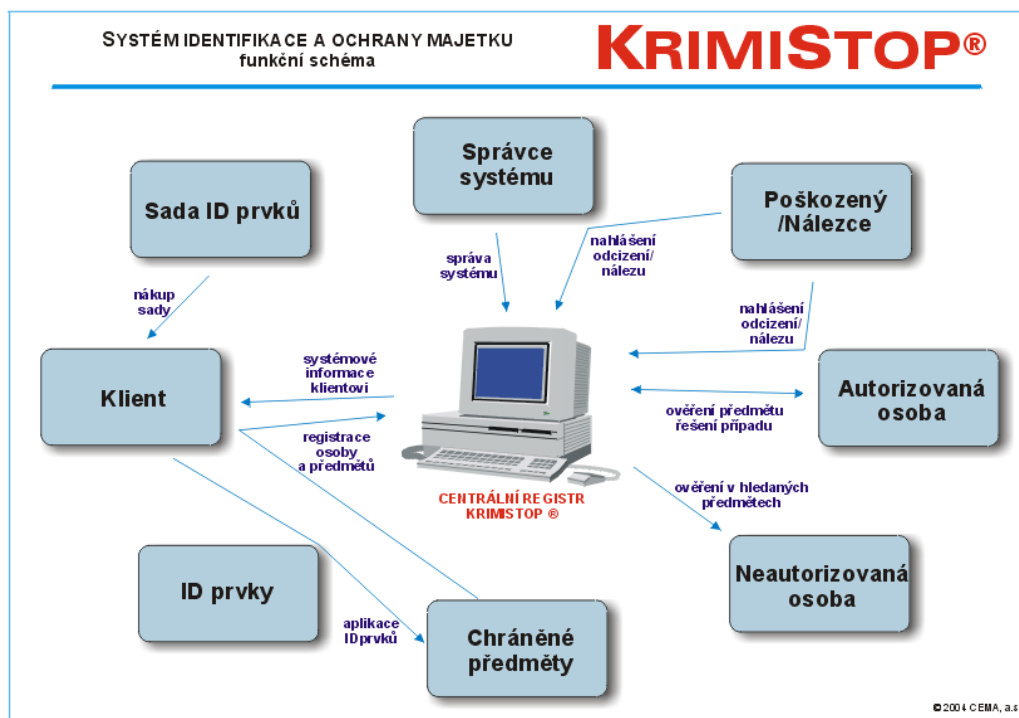 SYSTÉM IDENTIFIKACE A OCHRANY MAJETKU
funkční schéma
KRIMISTOP®
Správce
systému
Sada ID prvků
Poškozený
/Nálezce
nahlášení
odcizení/
nálezu
správa
systému
nákup
sady
nahlášení
odcizení/
nálezu
systémové
informace
klientovi
Klient
Autorizovaná
osoba
ověření předmětu
řešení případu
registrace
osoby
a předmětů
ověření v hledaných
předmětech
CENTRÁLNÍ REGISTR
KRIMISTOP ®
ID prvky
Neautorizovaná
osoba
aplikace
ID prvků
Chráněné
předměty
© 2004 CEMA, a.s